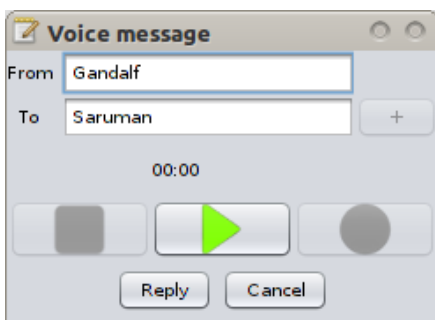 Voice message
From Gandalf
To Saruman +
00:00
Reply Cancel